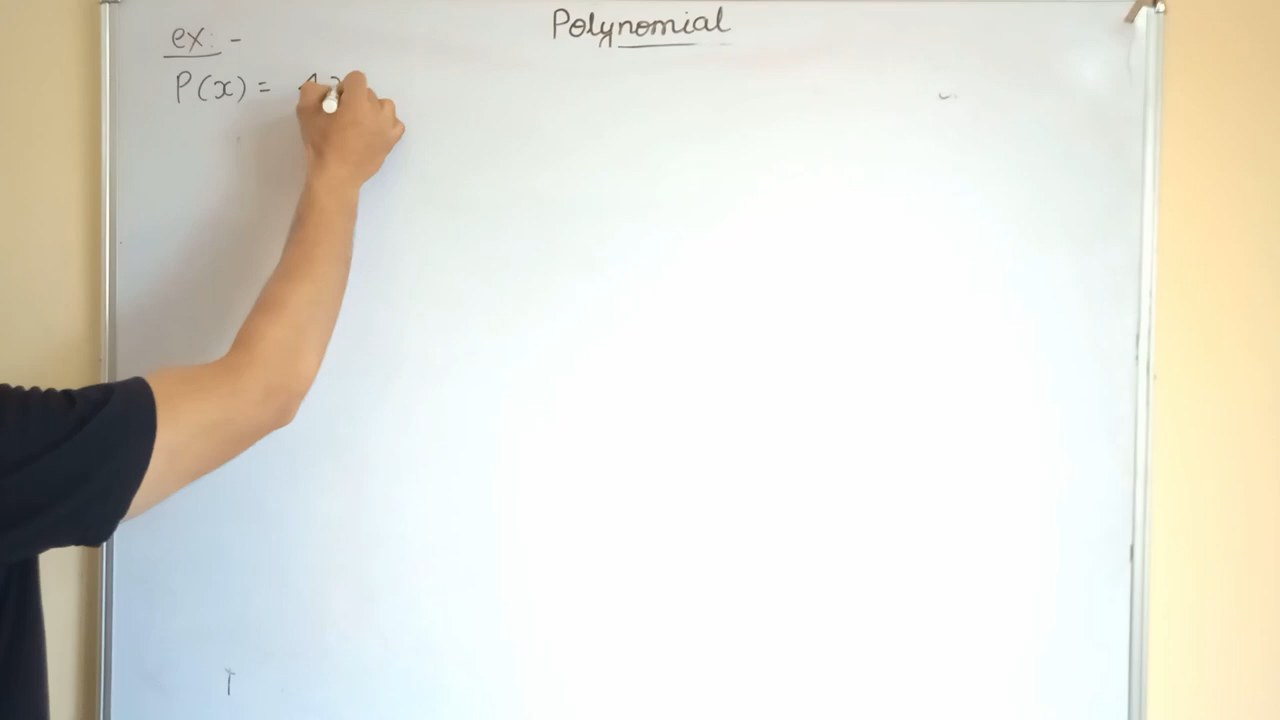 Polynomial
ex: -
P(x) =